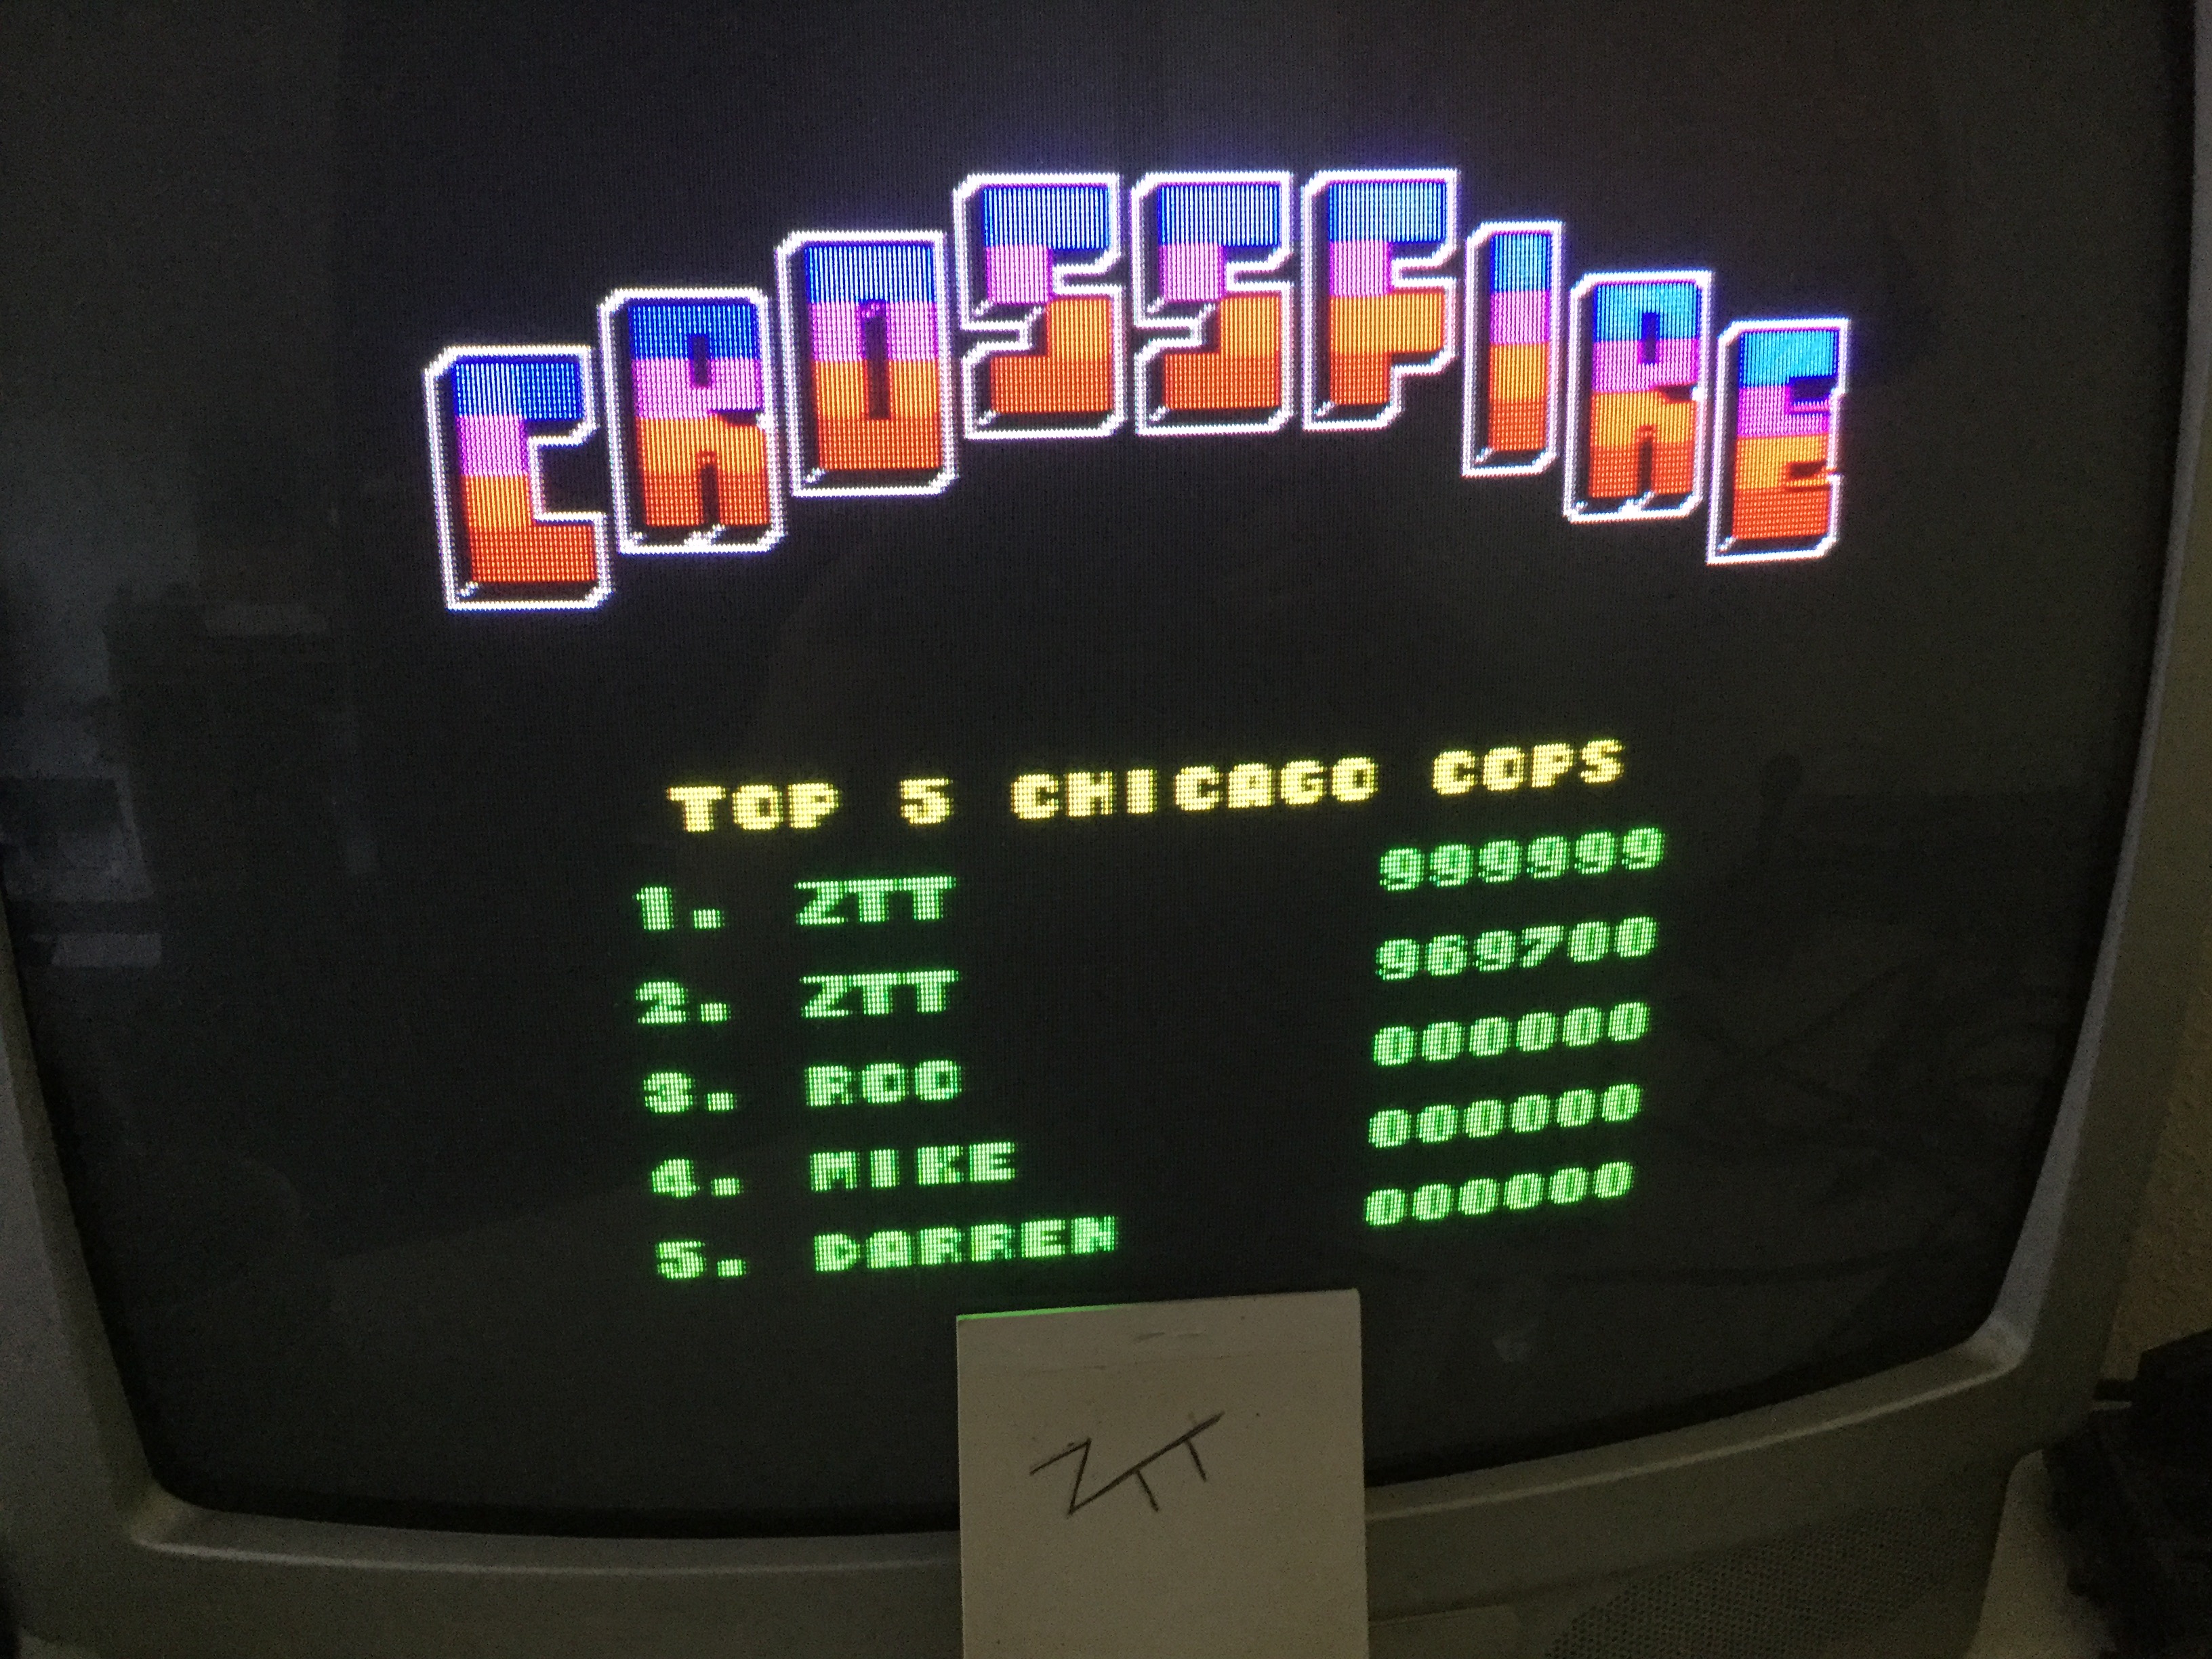 CROSSFIRE
TOP 5 CHICAGO COPS
1. ZTT 999999
2. ZTT 969700
3. ROD 000000
4. MIKE 000000
5. DARREN 000000
ZTT